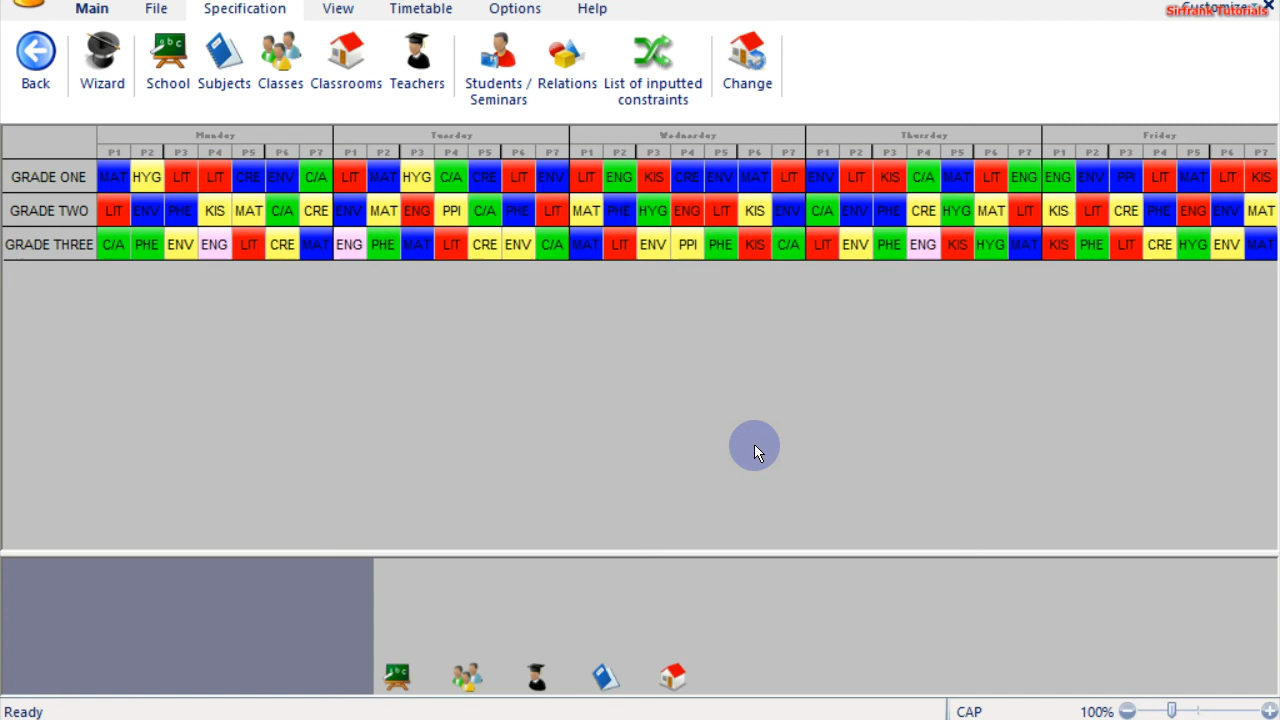 Main File Specification View Timetable Options Help Customize
Sirfrank Tutorials
Back Wizard School Subjects Classes Classrooms Teachers Students / Seminars Relations List of inputted constraints Change
Monday Tuesday Wednesday Thursday Friday
P1 P2 P3 P4 P5 P6 P7 P1 P2 P3 P4 P5 P6 P7 P1 P2 P3 P4 P5 P6 P7 P1 P2 P3 P4 P5 P6 P7 P1 P2 P3 P4 P5 P6 P7
GRADE ONE MAT HYG LIT LIT CRE ENV C/A LIT MAT HYG C/A CRE LIT ENV LIT ENG KIS CRE ENV MAT LIT ENV LIT KIS C/A MAT LIT ENG ENG ENV PPI LIT MAT LIT KIS
GRADE TWO LIT ENV PHE KIS MAT C/A CRE ENV MAT ENG PPI C/A PHE LIT MAT PHE HYG ENG LIT KIS ENV C/A ENV PHE CRE HYG MAT LIT KIS LIT CRE PHE ENG ENV MAT
GRADE THREE C/A PHE ENV ENG LIT CRE MAT ENG PHE MAT LIT CRE ENV C/A MAT LIT ENV PPI PHE KIS C/A LIT ENV PHE ENG KIS HYG MAT KIS PHE LIT CRE HYG ENV MAT
Ready CAP 100%